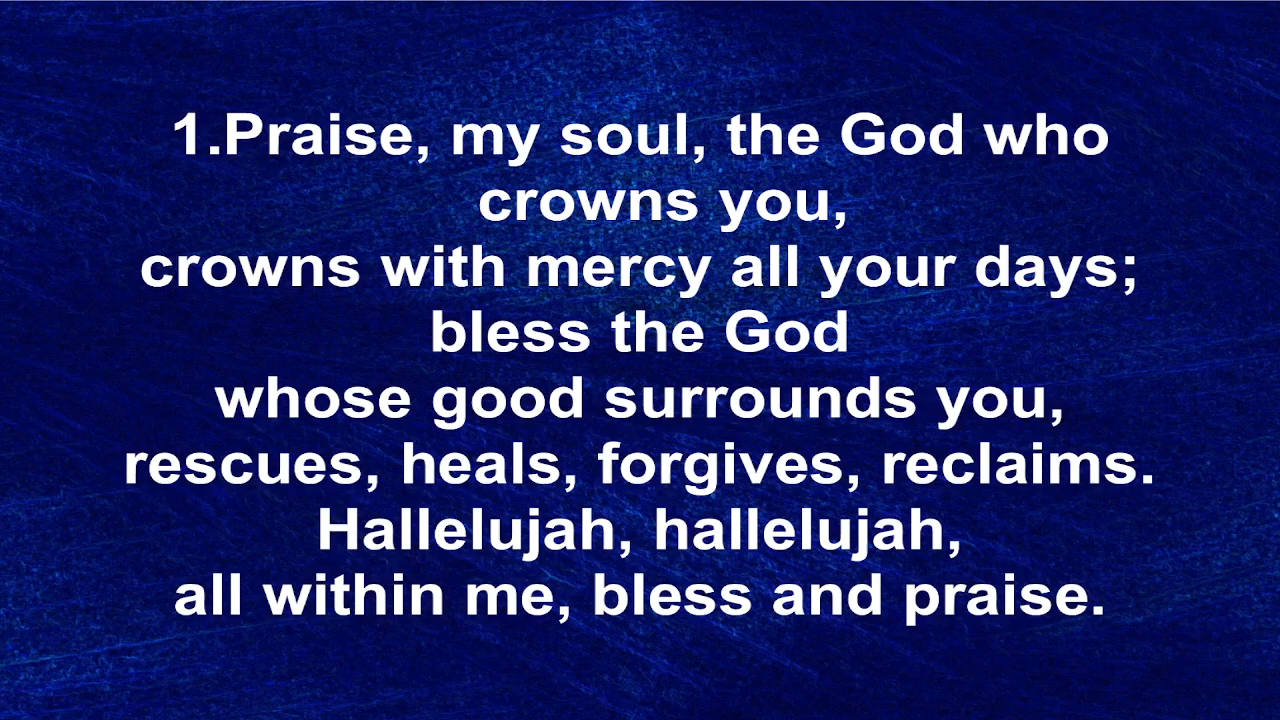 1.Praise, my soul, the God who
crowns you,
crowns with mercy all your days;
bless the God
whose good surrounds you,
rescues, heals, forgives, reclaims.
Hallelujah, hallelujah,
all within me, bless and praise.